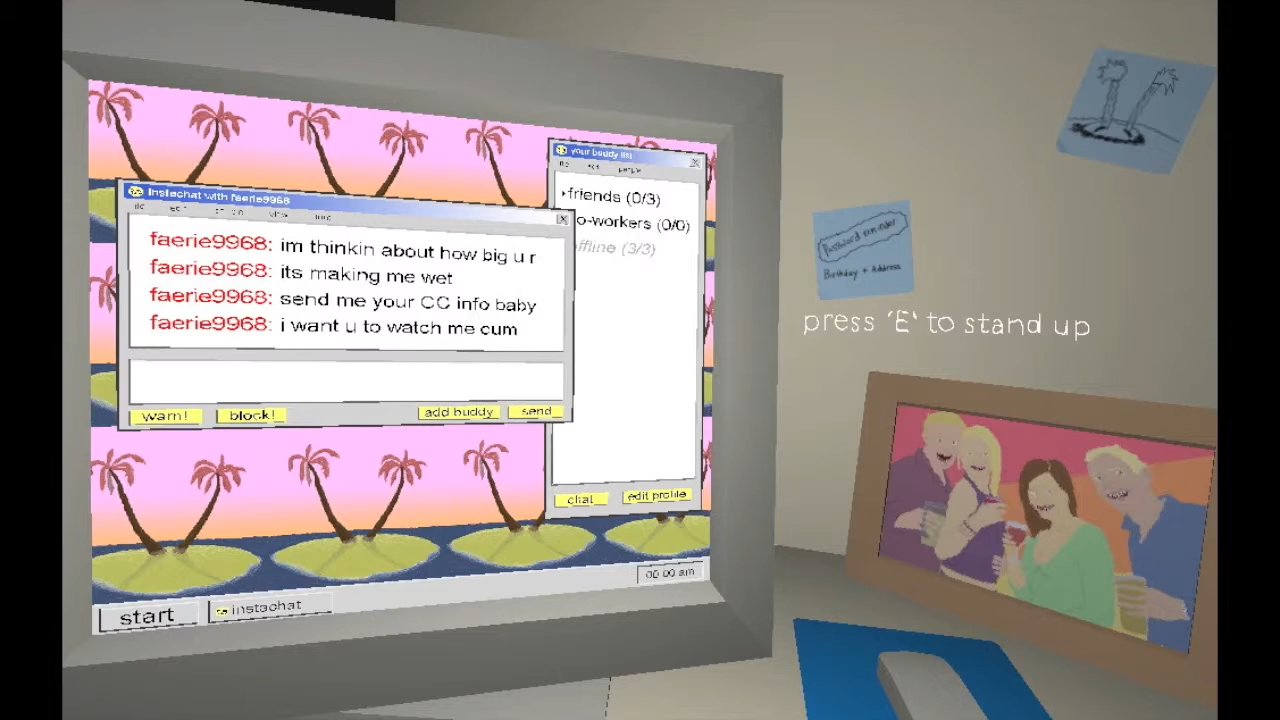 your buddy list
people
friends (0/3)
o-workers (0/0)
ffline (3/3)
chat
edit profile
instachat with faerie9968
view
faerie9968: im thinkin about how big u r
faerie9968: its making me wet
faerie9968: send me your CC info baby
faerie9968: i want u to watch me cum
warn!
block!
add buddy
send
start
instachat
00:00 am
Password reminder
Birthday + Address
press 'E' to stand up